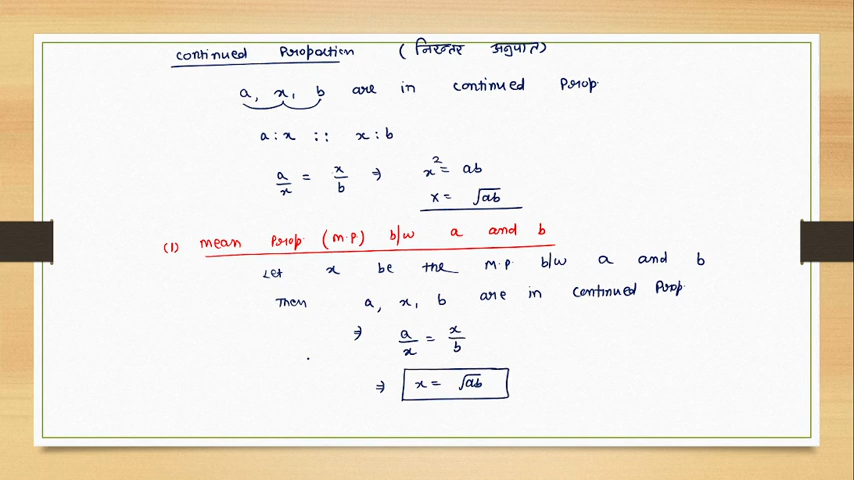 continued Proportion ( निरन्तर अनुपात )
a, x, b are in continued Prop.
a : x :: x : b
a/x = x/b ⇒ x² = ab
x = √ab
(1) mean Prop. (M.P.) b/w a and b
Let x be the M.P. b/w a and b
Then a, x, b are in continued Prop.
⇒ a/x = x/b
⇒ x = √ab